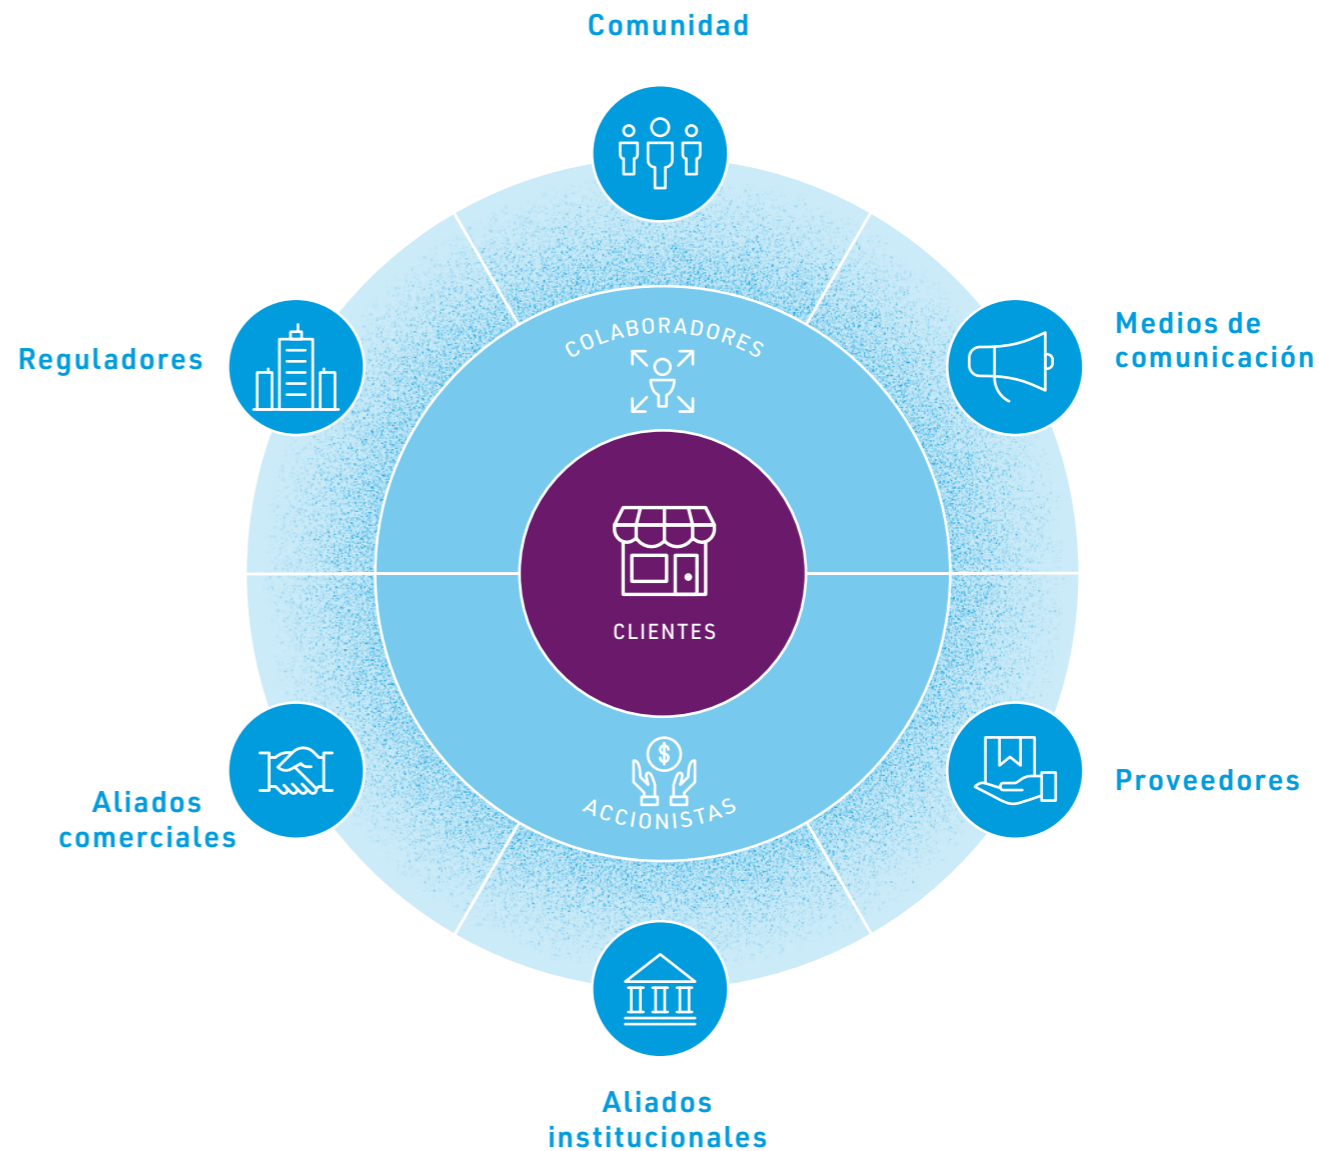 Comunidad
Medios de
comunicación
Reguladores
COLABORADORES
$
CLIENTES
ACCIONISTAS
Proveedores
Aliados
comerciales
Aliados
institucionales